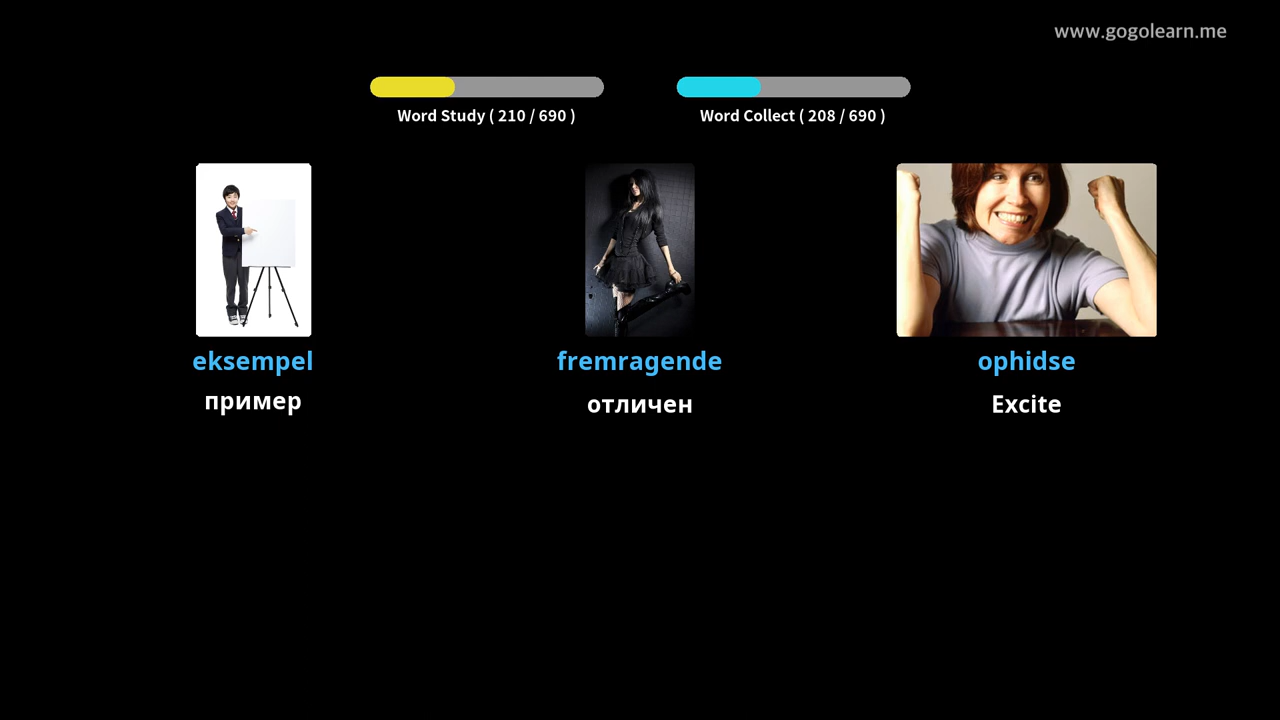 www.gogolearn.me
Word Study ( 210 / 690 )
Word Collect ( 208 / 690 )
eksempel
fremragende
ophidse
пример
отличен
Excite